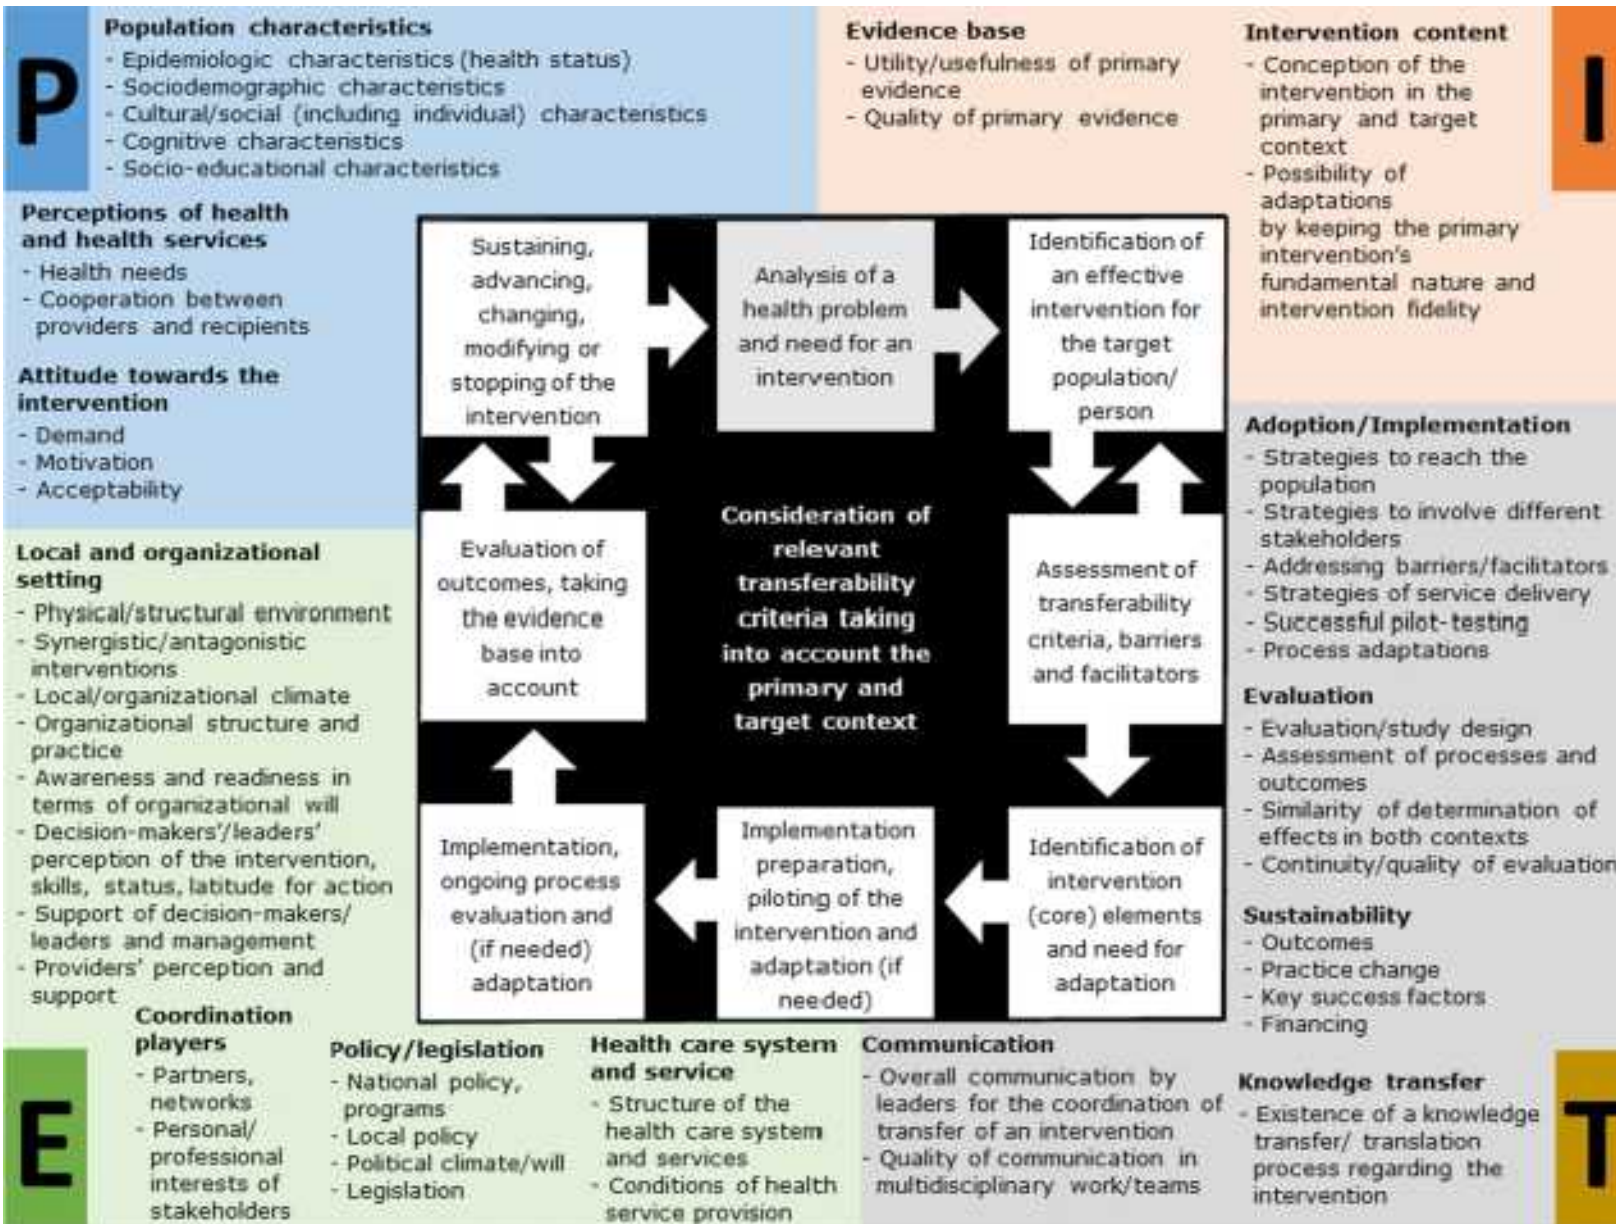 P
Population characteristics
- Epidemiologic characteristics (health status)
- Sociodemographic characteristics
- Cultural/social (including individual) characteristics
- Cognitive characteristics
- Socio-educational characteristics
Perceptions of health
and health services
- Health needs
- Cooperation between
providers and recipients
Attitude towards the
intervention
- Demand
- Motivation
- Acceptability
Evidence base
- Utility/usefulness of primary
evidence
- Quality of primary evidence
I
Intervention content
- Conception of the
intervention in the
primary and target
context
- Possibility of
adaptations
by keeping the primary
intervention's
fundamental nature and
intervention fidelity
Sustaining,
advancing,
changing,
modifying or
stopping of the
intervention
Analysis of a
health problem
and need for an
intervention
Identification of
an effective
intervention for
the target
population/
person
Evaluation of
outcomes, taking
the evidence
base into
account
Consideration of
relevant
transferability
criteria taking
into account the
primary and
target context
Assessment of
transferability
criteria, barriers
and facilitators
Implementation,
ongoing process
evaluation and
(if needed)
adaptation
Implementation
preparation,
piloting of the
intervention and
adaptation (if
needed)
Identification of
intervention
(core) elements
and need for
adaptation
Local and organizational
setting
- Physical/structural environment
- Synergistic/antagonistic
interventions
- Local/organizational climate
- Organizational structure and
practice
- Awareness and readiness in
terms of organizational will
- Decision-makers'/leaders'
perception of the intervention,
skills, status, latitude for action
- Support of decision-makers/
leaders and management
- Providers' perception and
support
E
Coordination
players
- Partners,
networks
- Personal/
professional
interests of
stakeholders
Policy/legislation
- National policy,
programs
- Local policy
- Political climate/will
- Legislation
Health care system
and service
- Structure of the
health care system
and services
- Conditions of health
service provision
Adoption/Implementation
- Strategies to reach the
population
- Strategies to involve different
stakeholders
- Addressing barriers/facilitators
- Strategies of service delivery
- Successful pilot-testing
- Process adaptations
Evaluation
- Evaluation/study design
- Assessment of processes and
outcomes
- Similarity of determination of
effects in both contexts
- Continuity/quality of evaluation
Sustainability
- Outcomes
- Practice change
- Key success factors
- Financing
Communication
- Overall communication by
leaders for the coordination of
transfer of an intervention
- Quality of communication in
multidisciplinary work/teams
Knowledge transfer
- Existence of a knowledge
transfer/ translation
process regarding the
intervention
T